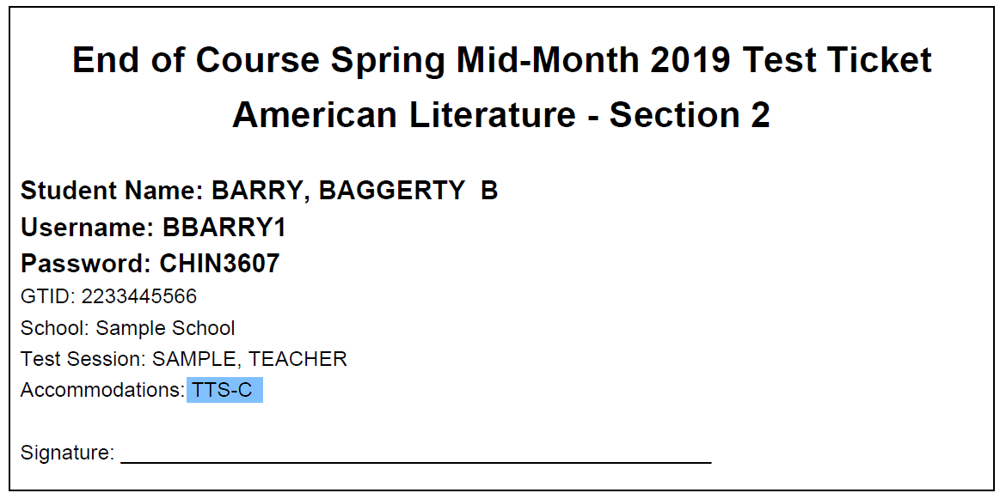 End of Course Spring Mid-Month 2019 Test Ticket
American Literature - Section 2
Student Name: BARRY, BAGGERTY  B
Username: BBARRY1
Password: CHIN3607
GTID: 2233445566
School: Sample School
Test Session: SAMPLE, TEACHER
Accommodations: TTS-C
Signature: